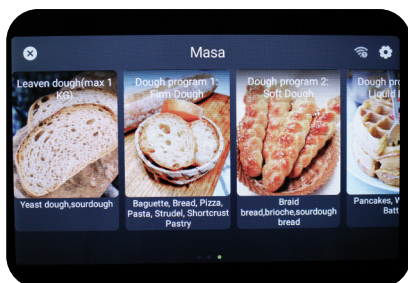 Masa
Leaven dough(max 1
KG)
Yeast dough,sourdough
Dough program 1:
Firm Dough
Baguette, Bread, Pizza,
Pasta, Strudel, Shortcrust
Pastry
Dough program 2:
Soft Dough
Braid
bread,brioche,sourdough
bread
Dough pro
Liquid
Pancakes, W
Batt